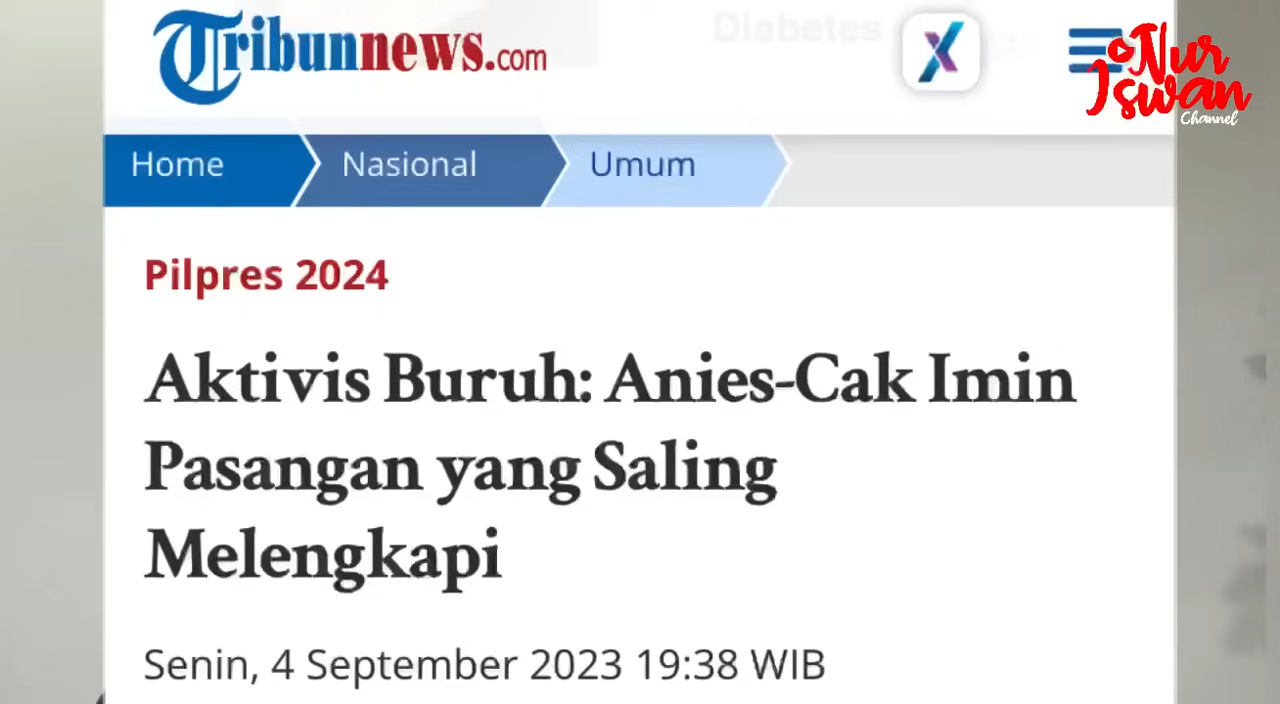 Tribunnews.com
Diabetes
Nur
Iswan
Channel
Home
Nasional
Umum
Pilpres 2024
Aktivis Buruh: Anies-Cak Imin
Pasangan yang Saling
Melengkapi
Senin, 4 September 2023 19:38 WIB